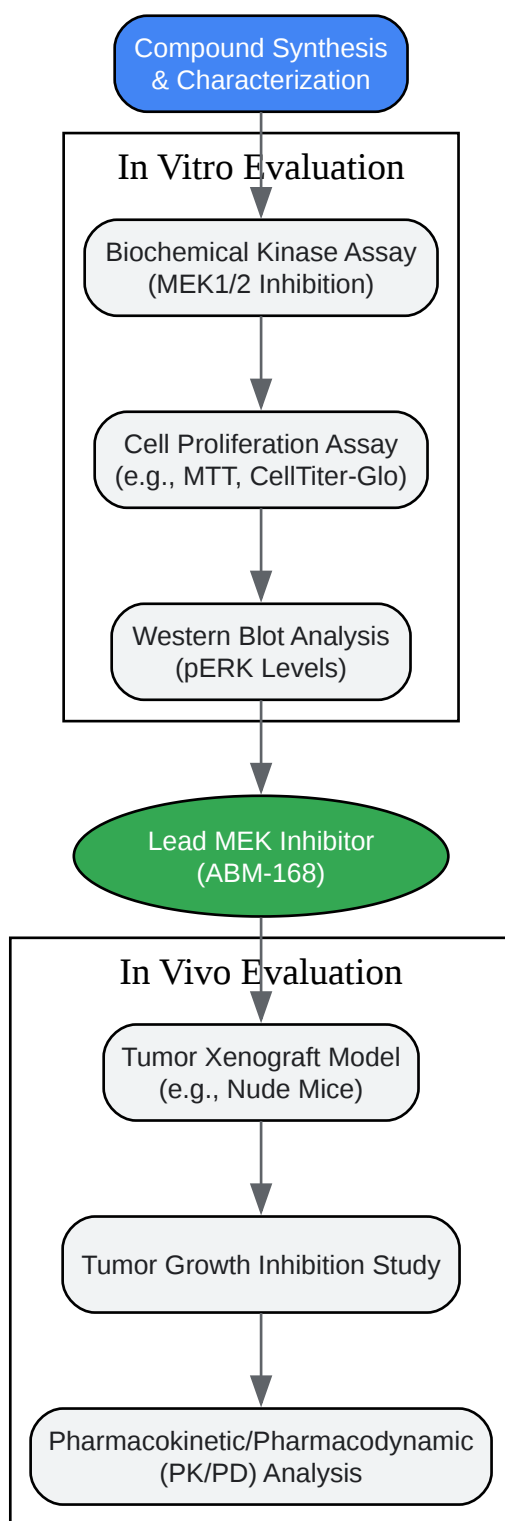 Compound Synthesis
& Characterization
In Vitro Evaluation
Biochemical Kinase Assay
(MEK1/2 Inhibition)
Cell Proliferation Assay
(e.g., MTT, CellTiter-Glo)
Western Blot Analysis
(pERK Levels)
Lead MEK Inhibitor
(ABM-168)
In Vivo Evaluation
Tumor Xenograft Model
(e.g., Nude Mice)
Tumor Growth Inhibition Study
Pharmacokinetic/Pharmacodynamic
(PK/PD) Analysis